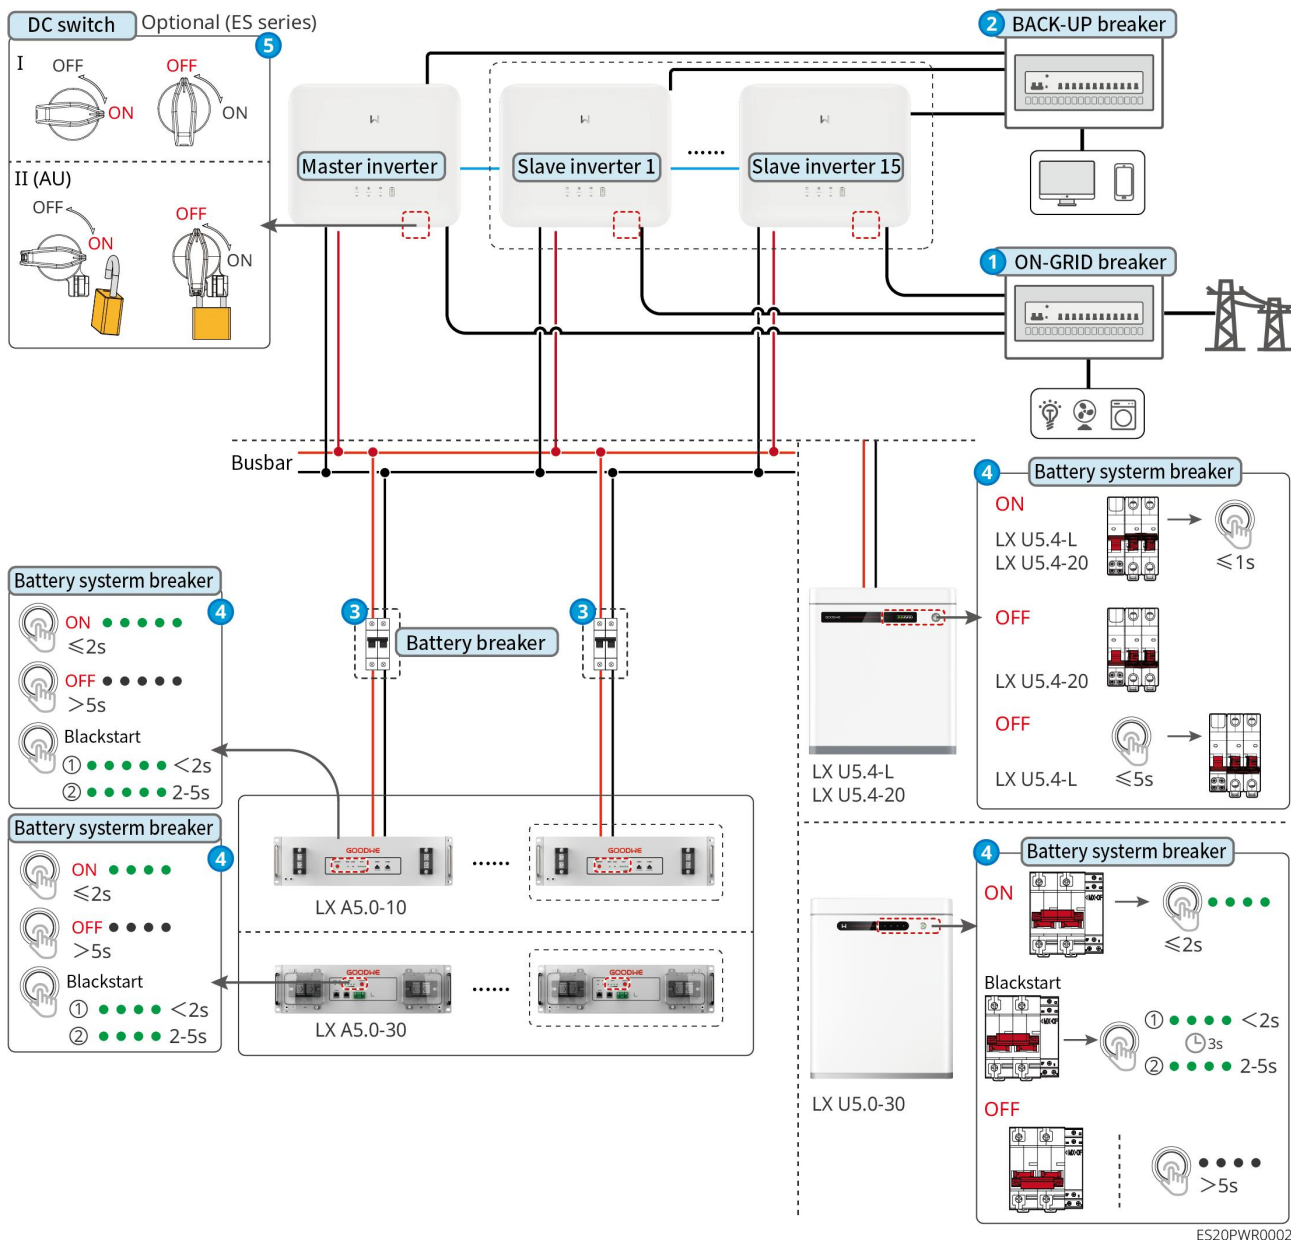 DC switch
Optional (ES series)
5
I
OFF
ON
OFF
ON
II (AU)
OFF
ON
OFF
ON
Master inverter
Slave inverter 1
......
Slave inverter 15
2
BACK-UP breaker
1
ON-GRID breaker
Busbar
3
Battery breaker
3
Battery systerm breaker
4
ON
≤2s
OFF
>5s
Blackstart
① <2s
② 2-5s
Battery systerm breaker
4
ON
≤2s
OFF
>5s
Blackstart
① <2s
② 2-5s
GOODWE
......
GOODWE
LX A5.0-10
GOODWE
......
GOODWE
LX A5.0-30
GOODWE
LX U5.4-L
LX U5.4-20
4
Battery systerm breaker
ON
LX U5.4-L
LX U5.4-20
≤1s
OFF
LX U5.4-20
OFF
LX U5.4-L
≤5s
LX U5.0-30
4
Battery systerm breaker
ON
≤2s
Blackstart
① <2s
3s
② 2-5s
OFF
>5s
ES20PWR0002